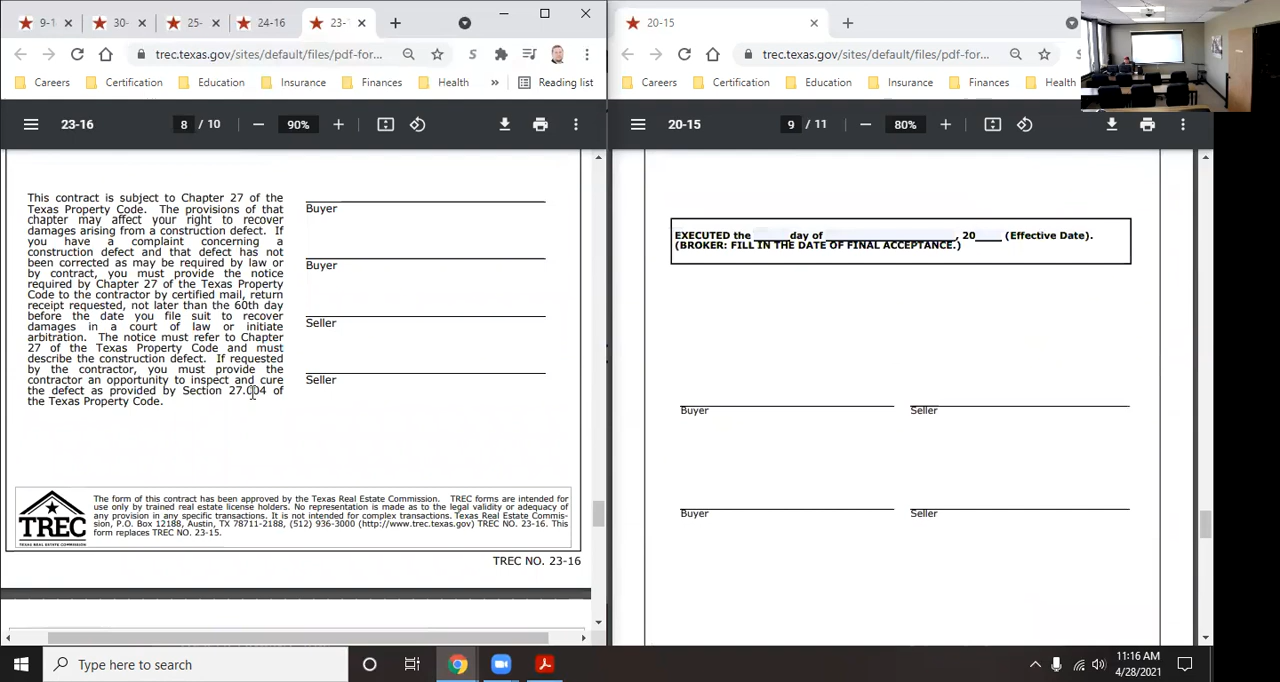 9-1
30-
25-
24-16
23-
20-15
trec.texas.gov/sites/default/files/pdf-for...
S
trec.texas.gov/sites/default/files/pdf-for...
Careers
Certification
Education
Insurance
Finances
Health
»
Reading list
Careers
Certification
Education
Insurance
Finances
Health
23-16
8 / 10
90%
20-15
9 / 11
80%
This contract is subject to Chapter 27 of the
Texas Property Code. The provisions of that
chapter may affect your right to recover
damages arising from a construction defect. If
you have a complaint concerning a
construction defect and that defect has not
been corrected as may be required by law or
by contract, you must provide the notice
required by Chapter 27 of the Texas Property
Code to the contractor by certified mail, return
receipt requested, not later than the 60th day
before the date you file suit to recover
damages in a court of law or initiate
arbitration. The notice must refer to Chapter
27 of the Texas Property Code and must
describe the construction defect. If requested
by the contractor, you must provide the
contractor an opportunity to inspect and cure
the defect as provided by Section 27.004 of
the Texas Property Code.
Buyer
Buyer
Seller
Seller
TREC
TEXAS REAL ESTATE COMMISSION
The form of this contract has been approved by the Texas Real Estate Commission. TREC forms are intended for
use only by trained real estate license holders. No representation is made as to the legal validity or adequacy of
any provision in any specific transactions. It is not intended for complex transactions. Texas Real Estate Commis-
sion, P.O. Box 12188, Austin, TX 78711-2188, (512) 936-3000 (http://www.trec.texas.gov) TREC NO. 23-16. This
form replaces TREC NO. 23-15.
TREC NO. 23-16
EXECUTED the ____ day of ____________, 20____ (Effective Date).
(BROKER: FILL IN THE DATE OF FINAL ACCEPTANCE.)
Buyer
Seller
Buyer
Seller
Type here to search
11:16 AM
4/28/2021